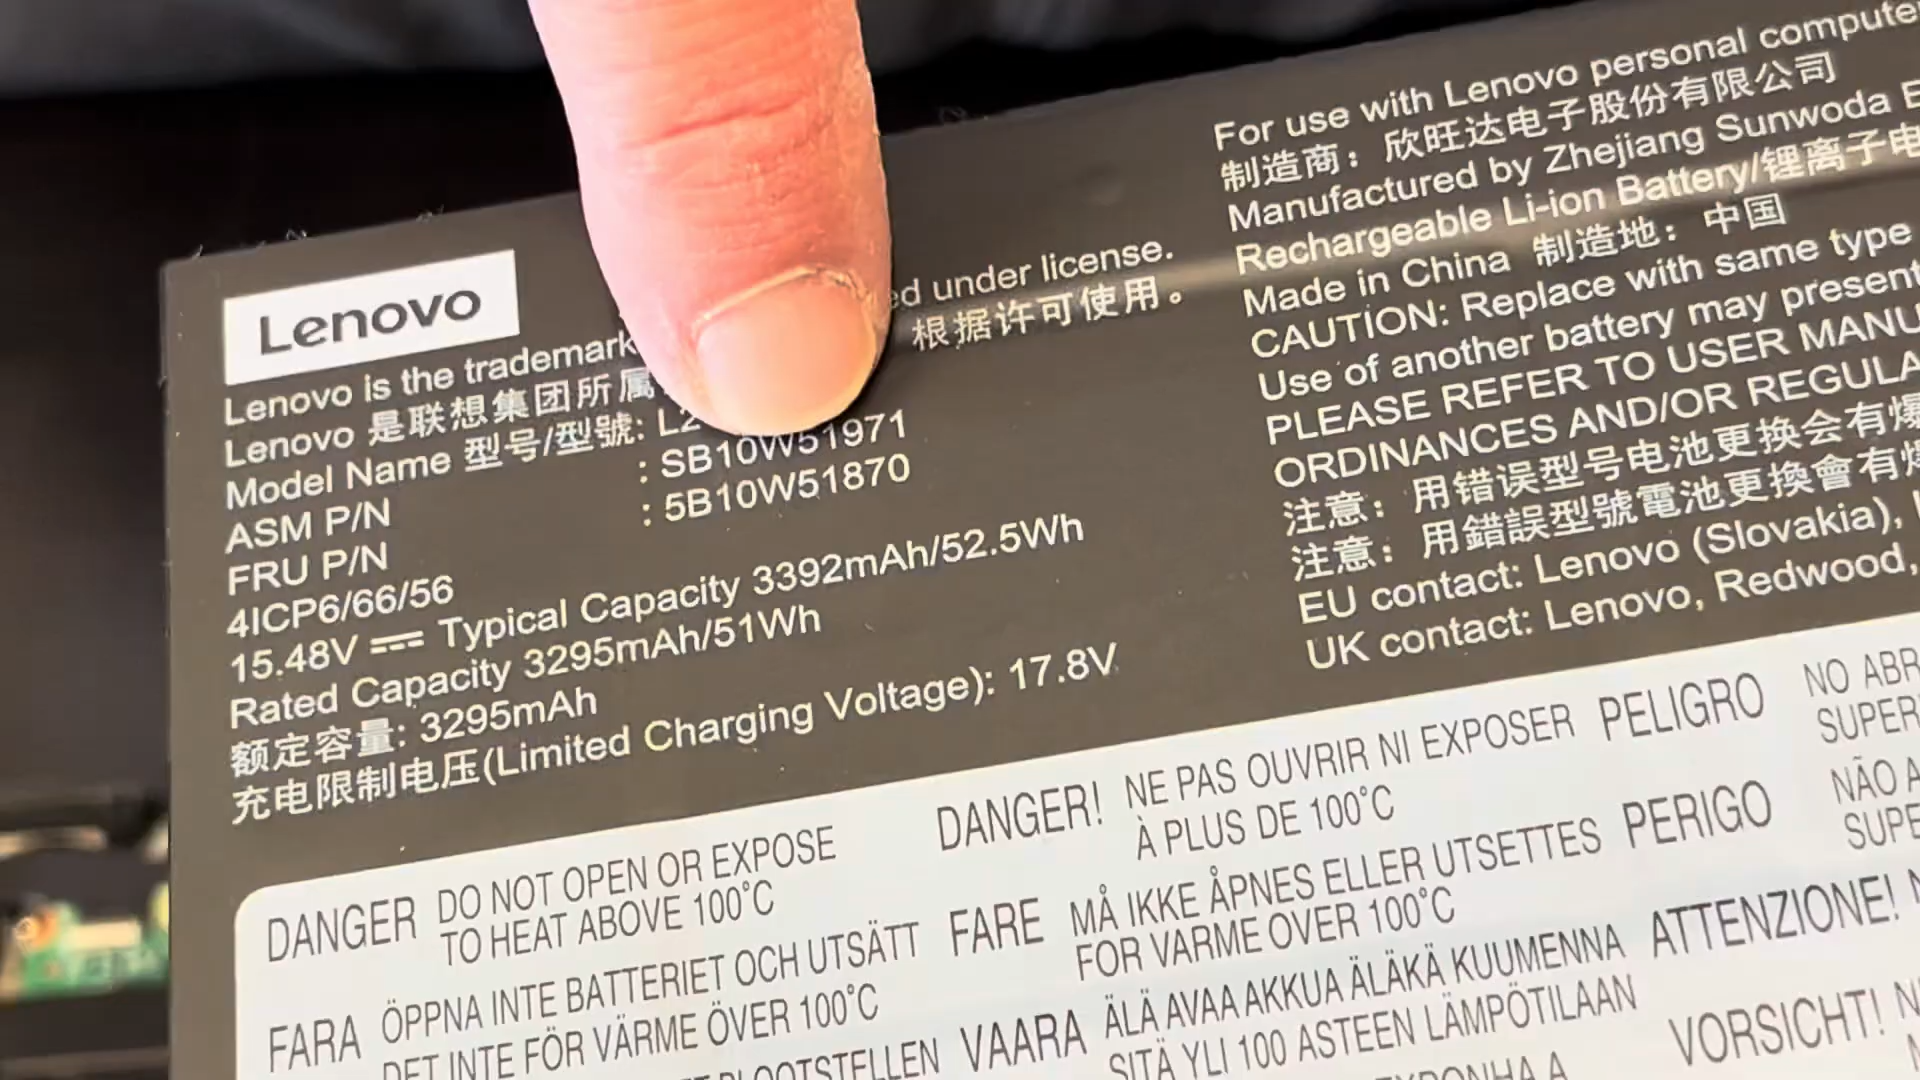 Lenovo
Lenovo is the trademark
ed under license.
Lenovo 是联想集团所属
根据许可使用。
Model Name 型号/型號:
ASM P/N : SB10W51971
FRU P/N : 5B10W51870
4ICP6/66/56
15.48V ⎓ Typical Capacity 3392mAh/52.5Wh
Rated Capacity 3295mAh/51Wh
额定容量: 3295mAh
充电限制电压(Limited Charging Voltage): 17.8V
For use with Lenovo personal compute
制造商: 欣旺达电子股份有限公司
Manufactured by Zhejiang Sunwoda E
Rechargeable Li-ion Battery/锂离子电
Made in China 制造地: 中国
CAUTION: Replace with same type
Use of another battery may present
PLEASE REFER TO USER MANU
ORDINANCES AND/OR REGULA
注意: 用错误型号电池更换会有爆
注意: 用錯誤型號電池更換會有爆
EU contact: Lenovo (Slovakia),
UK contact: Lenovo, Redwood,
DANGER DO NOT OPEN OR EXPOSE
TO HEAT ABOVE 100°C
DANGER! NE PAS OUVRIR NI EXPOSER
À PLUS DE 100°C
PELIGRO NO ABR
SUPER
FARA ÖPPNA INTE BATTERIET OCH UTSÄTT
DET INTE FÖR VÄRME ÖVER 100°C
FARE MÅ IKKE ÅPNES ELLER UTSETTES
FOR VARME OVER 100°C
PERIGO NÃO A
SUPE
VAARA ÄLÄ AVAA AKKUA ÄLÄKÄ KUUMENNA
SITÄ YLI 100 ASTEEN LÄMPÖTILAAN
ATTENZIONE!
VORSICHT!